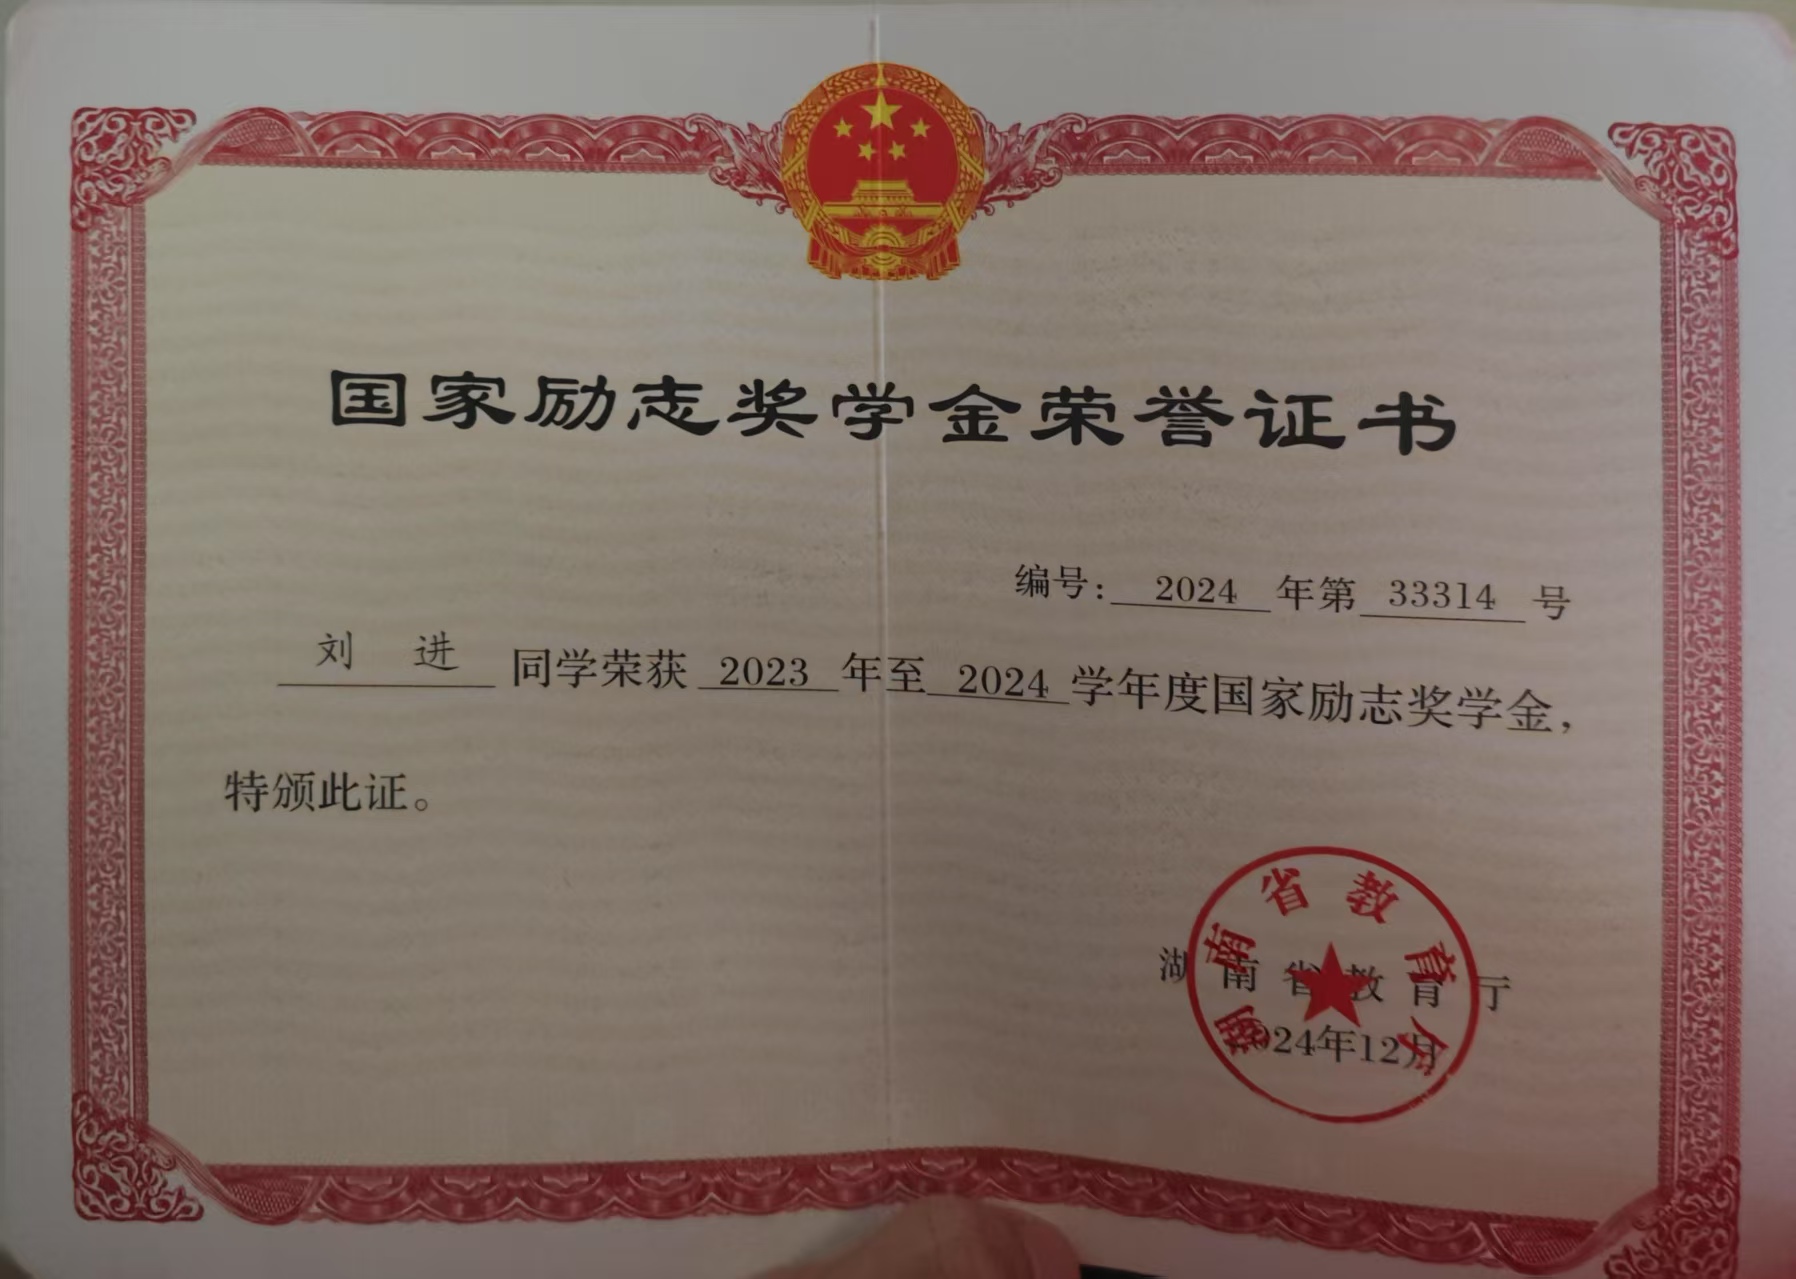 国家励志奖学金荣誉证书
编号: 2024 年第 33314 号
刘 进 同学荣获 2023 年至 2024 学年度国家励志奖学金,
特颁此证。
湖南省教育厅
2024年12月
湖南省教育厅